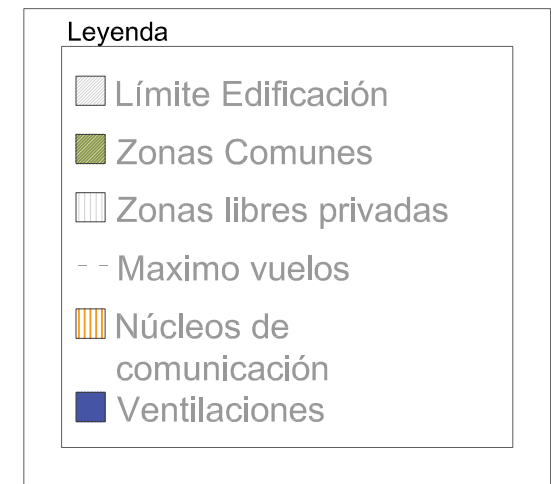 Leyenda
Límite Edificación
Zonas Comunes
Zonas libres privadas
Maximo vuelos
Núcleos de
comunicación
Ventilaciones